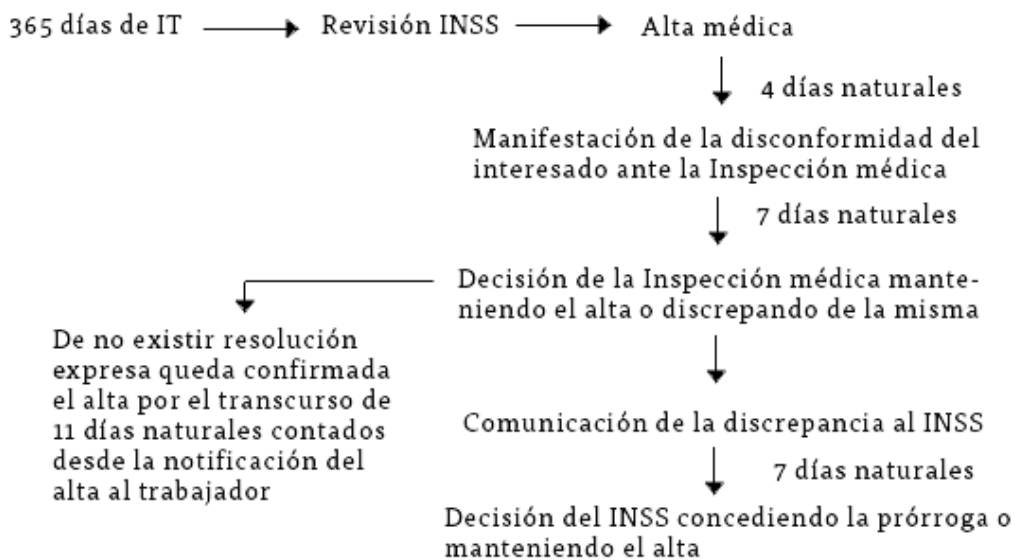 365 días de IT
Revisión INSS
Alta médica
4 días naturales
Manifestación de la disconformidad del
interesado ante la Inspección médica
7 días naturales
Decisión de la Inspección médica mante-
niendo el alta o discrepando de la misma
De no existir resolución
expresa queda confirmada
el alta por el transcurso de
11 días naturales contados
desde la notificación del
alta al trabajador
Comunicación de la discrepancia al INSS
7 días naturales
Decisión del INSS concediendo la prórroga o
manteniendo el alta